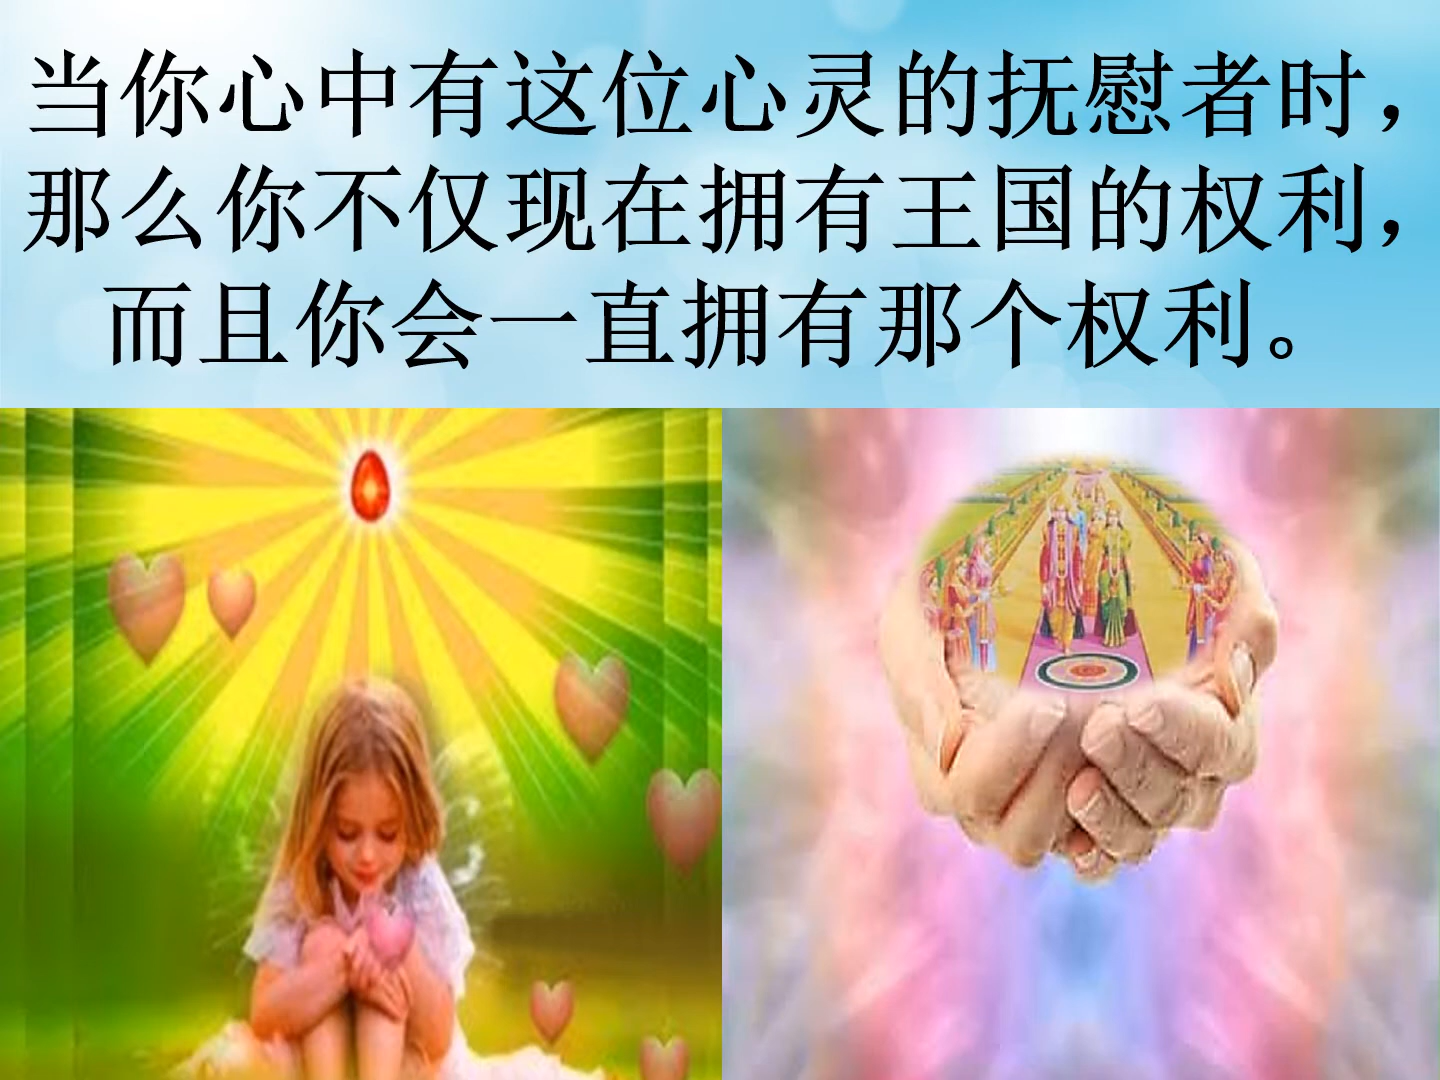 当你心中有这位心灵的抚慰者时，
那么你不仅现在拥有王国的权利，
而且你会一直拥有那个权利。